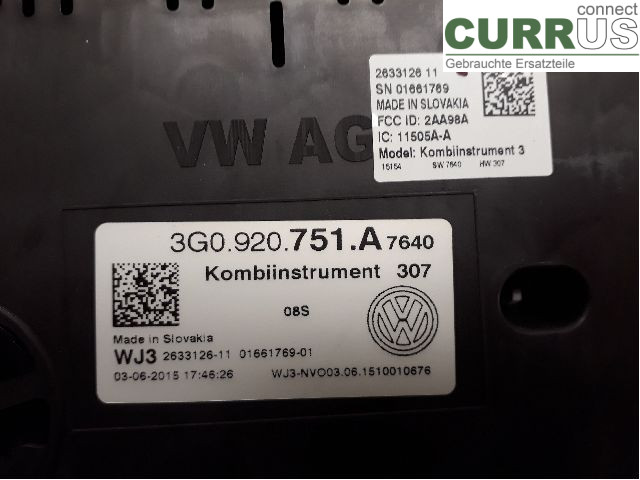 connect
CURRUS
Gebrauchte Ersatzteile
2633126 11
SN 01661769
MADE IN SLOVAKIA
FCC ID: 2AA98A
IC: 11505A-A
Model: Kombiinstrument 3
15154 SW 7640 HW 307
VW AG
3G0.920.751.A 7640
Kombiinstrument 307
08S
Made in Slovakia
WJ3 2633126-11 01661769-01
03-06-2015 17:46:26 WJ3-NVO03.06.1510010676